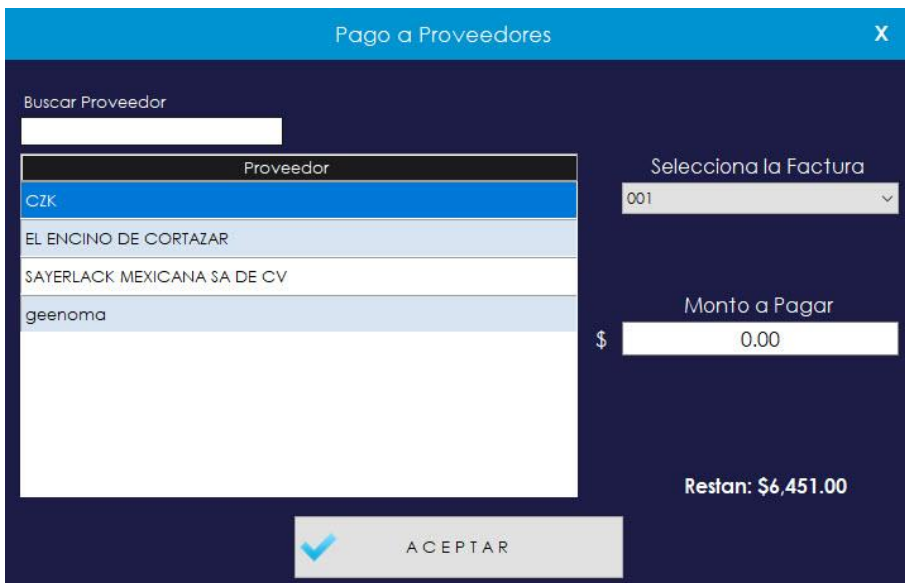 Pago a Proveedores
X
Buscar Proveedor
Proveedor
CZK
EL ENCINO DE CORTAZAR
SAYERLACK MEXICANA SA DE CV
geenoma
Selecciona la Factura
001
Monto a Pagar
$ 0.00
Restan: $6,451.00
ACEPTAR